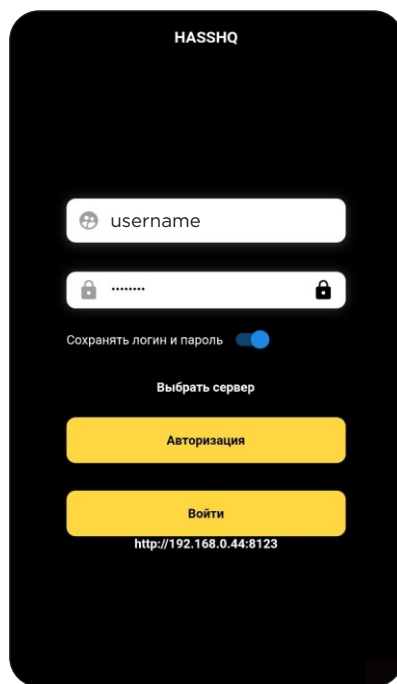 HASSHQ
username
········
Сохранять логин и пароль
Выбрать сервер
Авторизация
Войти
http://192.168.0.44:8123